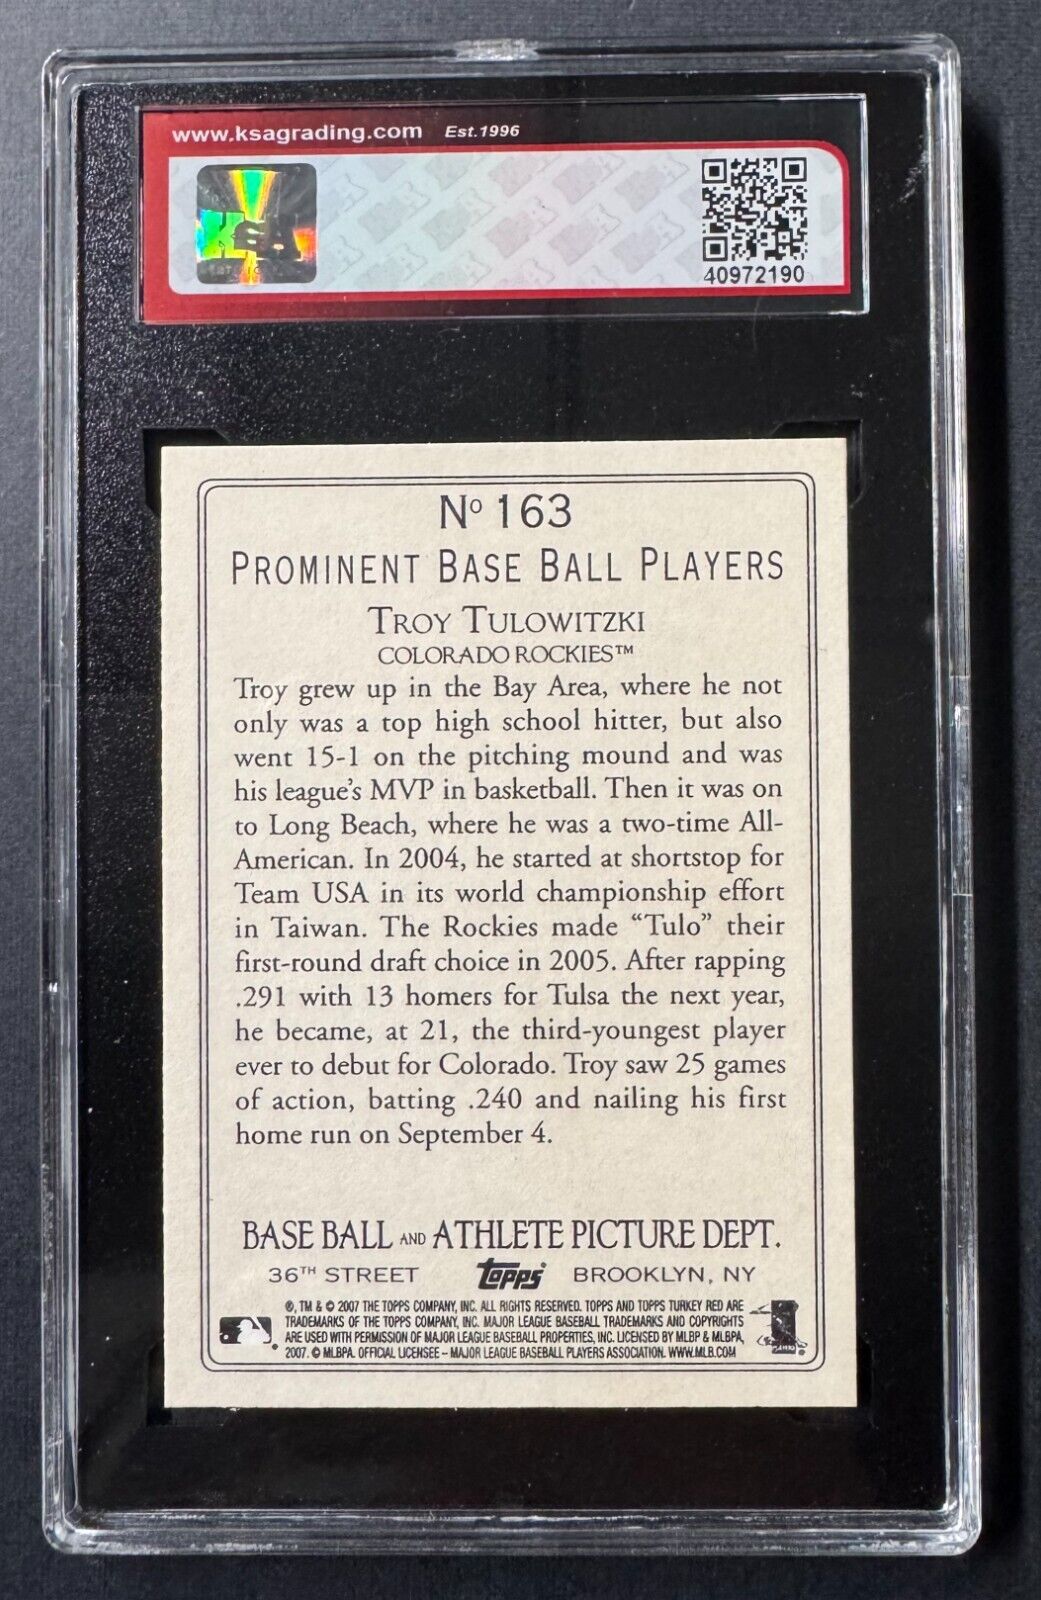 www.ksagrading.com Est.1996
40972190
Nº 163
PROMINENT BASE BALL PLAYERS
TROY TULOWITZKI
COLORADO ROCKIES™
Troy grew up in the Bay Area, where he not
only was a top high school hitter, but also
went 15-1 on the pitching mound and was
his league's MVP in basketball. Then it was on
to Long Beach, where he was a two-time All-
American. In 2004, he started at shortstop for
Team USA in its world championship effort
in Taiwan. The Rockies made “Tulo” their
first-round draft choice in 2005. After rapping
.291 with 13 homers for Tulsa the next year,
he became, at 21, the third-youngest player
ever to debut for Colorado. Troy saw 25 games
of action, batting .240 and nailing his first
home run on September 4.
BASE BALL AND ATHLETE PICTURE DEPT.
36TH STREET topps BROOKLYN, NY
®, TM & © 2007 THE TOPPS COMPANY, INC. ALL RIGHTS RESERVED. TOPPS AND TOPPS TURKEY RED ARE
TRADEMARKS OF THE TOPPS COMPANY, INC. MAJOR LEAGUE BASEBALL TRADEMARKS AND COPYRIGHTS
ARE USED WITH PERMISSION OF MAJOR LEAGUE BASEBALL PROPERTIES, INC. LICENSED BY MLBP & MLBPA,
2007. © MLBPA. OFFICIAL LICENSEE – MAJOR LEAGUE BASEBALL PLAYERS ASSOCIATION. WWW.MLB.COM